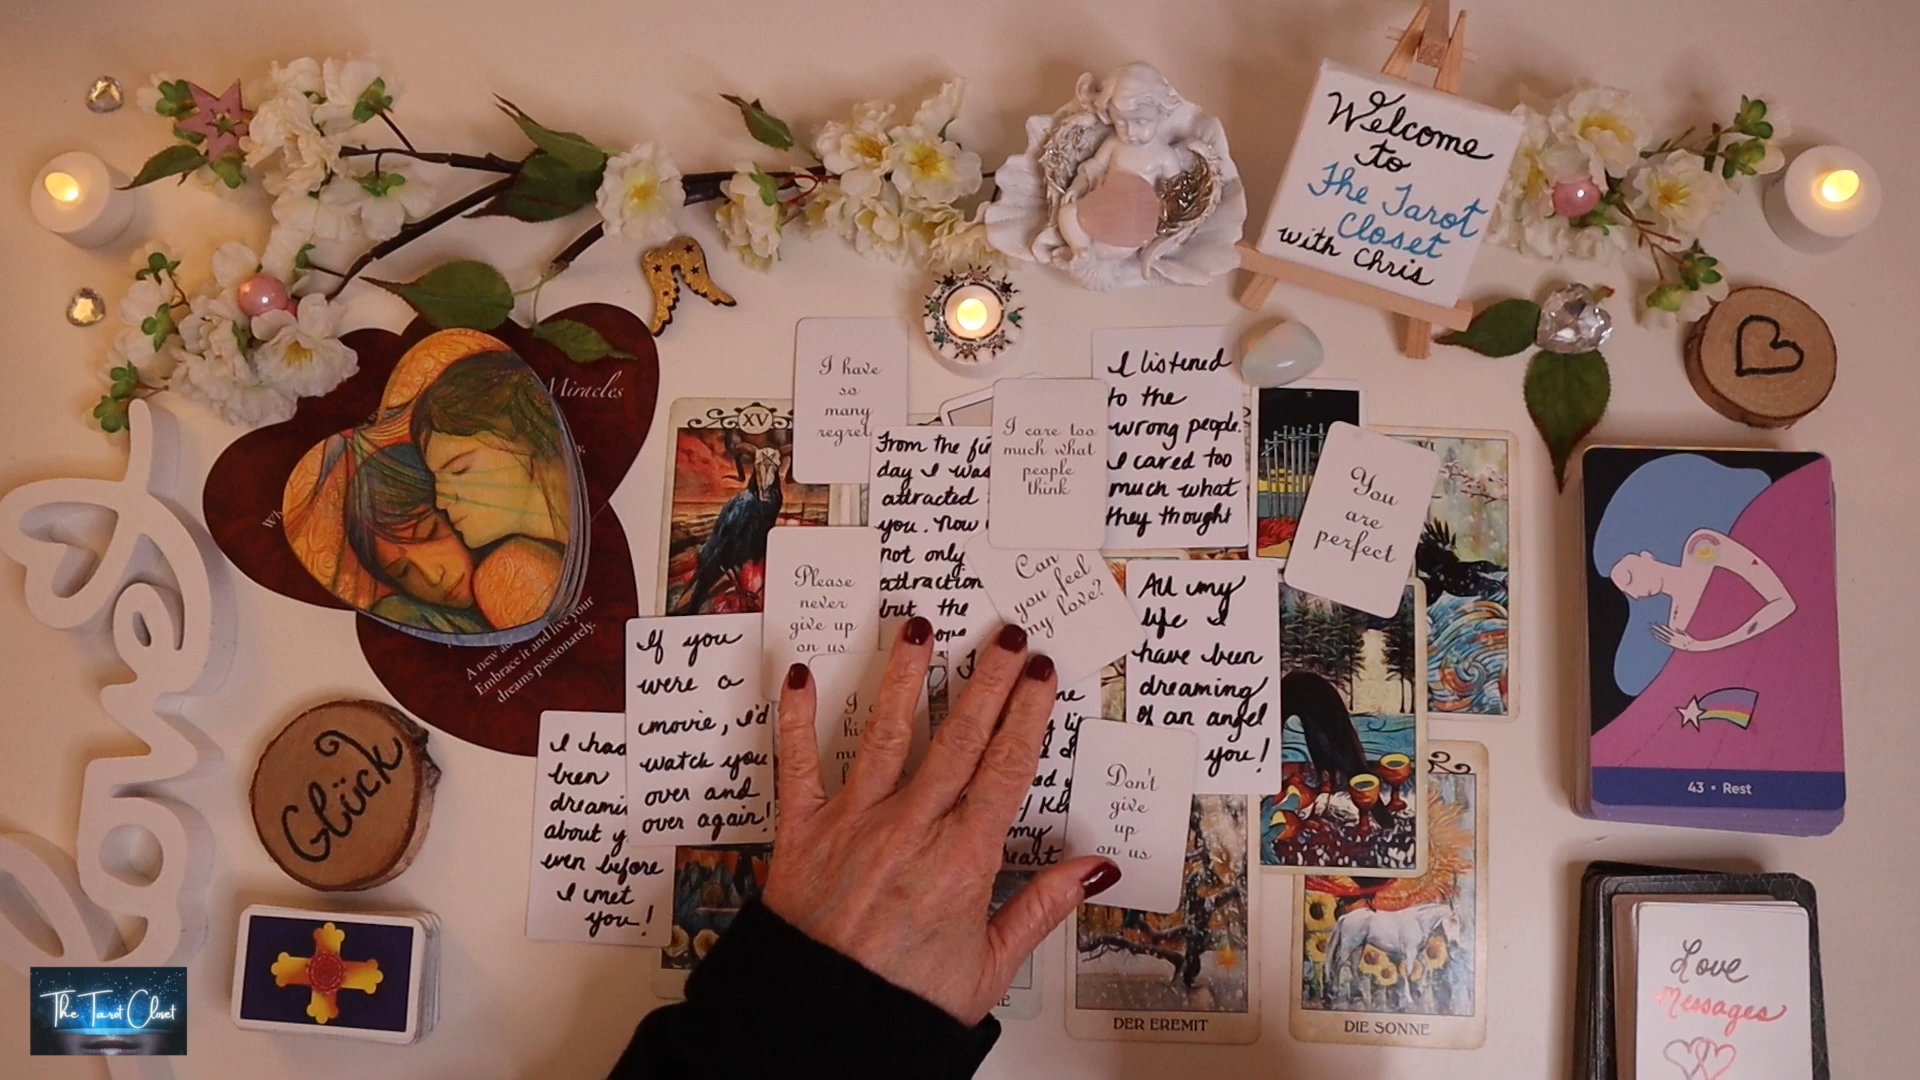 Welcome
to
The Tarot
Closet
with Chris
Miracles
A new
Embrace it and live your
dreams passionately.
Glück
The Tarot Closet
XV
I have
so
many
From the
day I was
attracted
you. Now
not only
attraction
but the
I care too
much what
people
think
I listened
to the
wrong people.
I cared too
much what
they thought
You
are
perfect
VI
Please
never
give up
on us
Can
you feel
my love?
If you
were a
movie, I'd
watch you
over and
over again!
I had
been
about
even before
I met
you!
All my
life I
have been
dreaming
of an angel
you!
Don't
give
up
on us
my
DER EREMIT
DIE SONNE
43 • Rest
Love
Messages